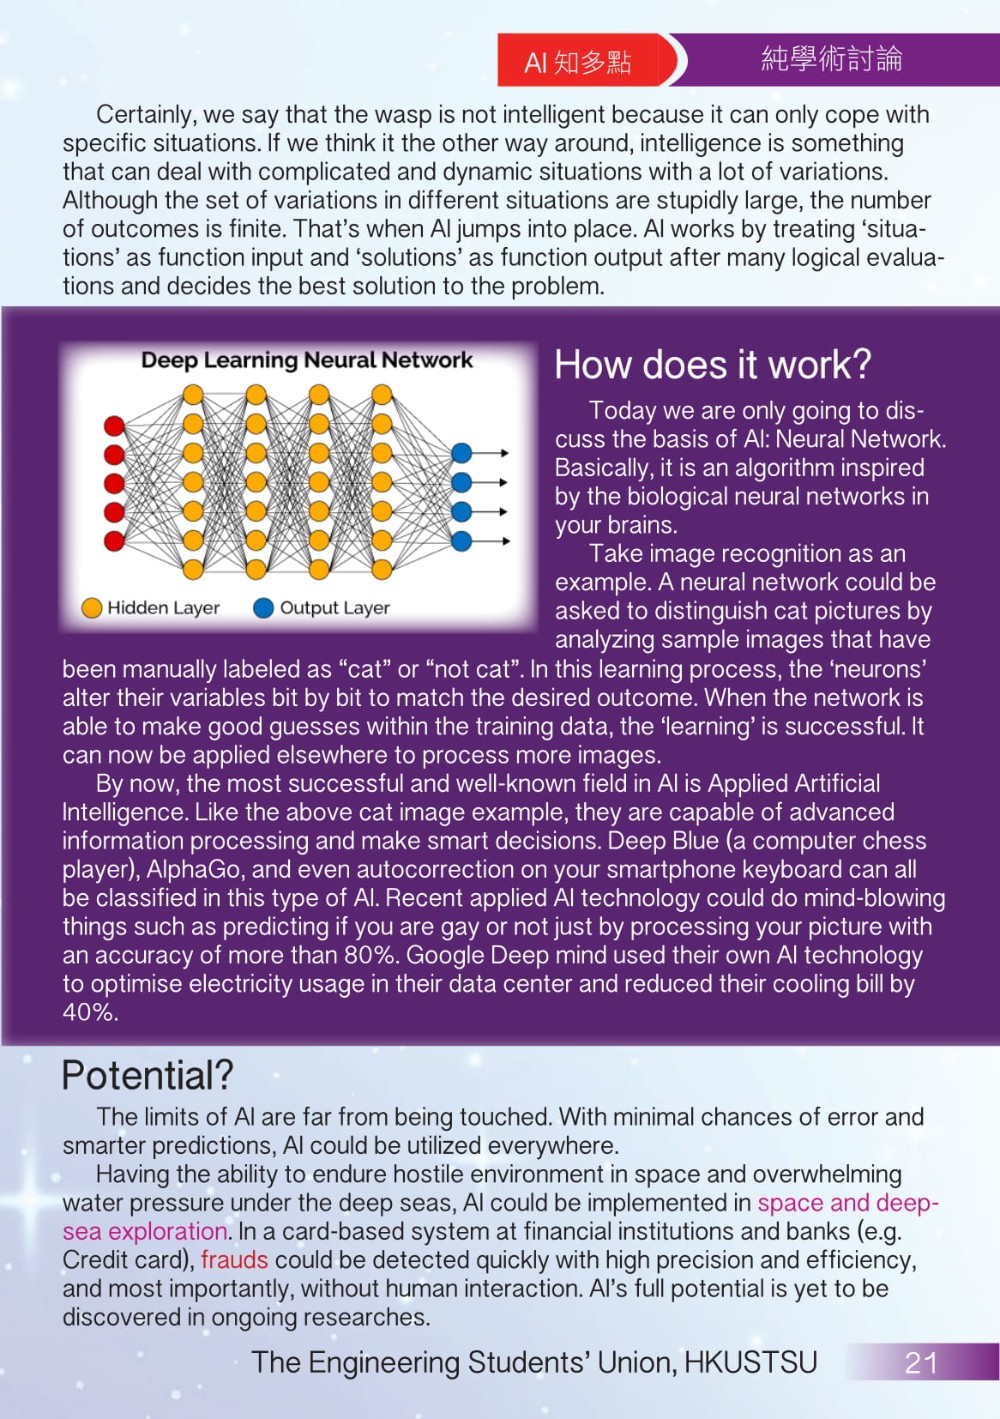 AI 知多點
純學術討論
Certainly, we say that the wasp is not intelligent because it can only cope with
specific situations. If we think it the other way around, intelligence is something
that can deal with complicated and dynamic situations with a lot of variations.
Although the set of variations in different situations are stupidly large, the number
of outcomes is finite. That’s when AI jumps into place. AI works by treating ‘situa-
tions’ as function input and ‘solutions’ as function output after many logical evalua-
tions and decides the best solution to the problem.
Deep Learning Neural Network
Hidden Layer
Output Layer
How does it work?
Today we are only going to dis-
cuss the basis of AI: Neural Network.
Basically, it is an algorithm inspired
by the biological neural networks in
your brains.
Take image recognition as an
example. A neural network could be
asked to distinguish cat pictures by
analyzing sample images that have
been manually labeled as “cat” or “not cat”. In this learning process, the ‘neurons’
alter their variables bit by bit to match the desired outcome. When the network is
able to make good guesses within the training data, the ‘learning’ is successful. It
can now be applied elsewhere to process more images.
By now, the most successful and well-known field in AI is Applied Artificial
Intelligence. Like the above cat image example, they are capable of advanced
information processing and make smart decisions. Deep Blue (a computer chess
player), AlphaGo, and even autocorrection on your smartphone keyboard can all
be classified in this type of AI. Recent applied AI technology could do mind-blowing
things such as predicting if you are gay or not just by processing your picture with
an accuracy of more than 80%. Google Deep mind used their own AI technology
to optimise electricity usage in their data center and reduced their cooling bill by
40%.
Potential?
The limits of AI are far from being touched. With minimal chances of error and
smarter predictions, AI could be utilized everywhere.
Having the ability to endure hostile environment in space and overwhelming
water pressure under the deep seas, AI could be implemented in space and deep-
sea exploration. In a card-based system at financial institutions and banks (e.g.
Credit card), frauds could be detected quickly with high precision and efficiency,
and most importantly, without human interaction. AI’s full potential is yet to be
discovered in ongoing researches.
The Engineering Students’ Union, HKUSTSU
21